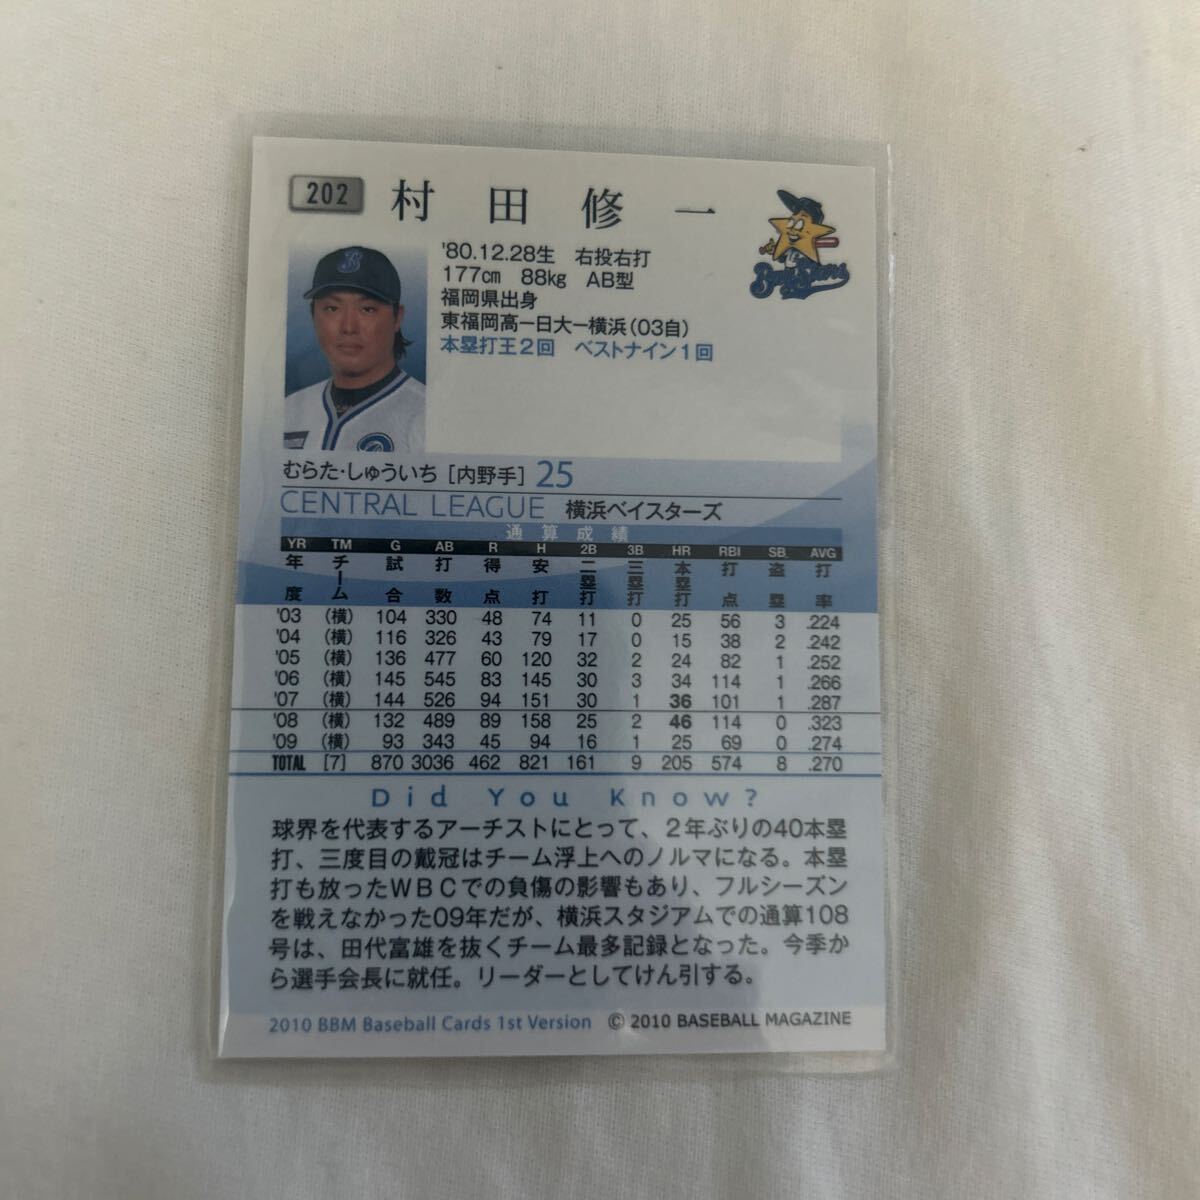 202 村田修一
BayStars
B
'80.12.28生 右投右打
177cm 88kg AB型
福岡県出身
東福岡高ー日大ー横浜(03自)
本塁打王2回 ベストナイン1回
むらた・しゅういち [内野手] 25
CENTRAL LEAGUE 横浜ベイスターズ
通算成績
YR TM G AB R H 2B 3B HR RBI SB AVG
年度 チーム 試合 打数 得点 安打 二塁打 三塁打 本塁打 打点 盗塁 打率
'03 (横) 104 330 48 74 11 0 25 56 3 .224
'04 (横) 116 326 43 79 17 0 15 38 2 .242
'05 (横) 136 477 60 120 32 2 24 82 1 .252
'06 (横) 145 545 83 145 30 3 34 114 1 .266
'07 (横) 144 526 94 151 30 1 36 101 1 .287
'08 (横) 132 489 89 158 25 2 46 114 0 .323
'09 (横) 93 343 45 94 16 1 25 69 0 .274
TOTAL [7] 870 3036 462 821 161 9 205 574 8 .270
Did You Know?
球界を代表するアーチストにとって、2年ぶりの40本塁
打、三度目の戴冠はチーム浮上へのノルマになる。本塁
打も放ったWBCでの負傷の影響もあり、フルシーズン
を戦えなかった09年だが、横浜スタジアムでの通算108
号は、田代富雄を抜くチーム最多記録となった。今季か
ら選手会長に就任。リーダーとしてけん引する。
2010 BBM Baseball Cards 1st Version © 2010 BASEBALL MAGAZINE